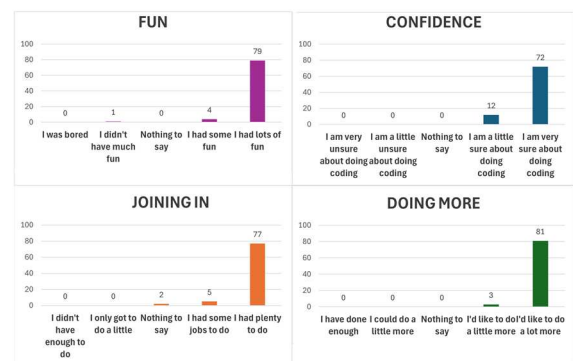 FUN
100
80
60
40
20
0
0
1
0
4
79
I was bored
I didn't
have much
fun
Nothing to
say
I had some
fun
I had lots of
fun
CONFIDENCE
100
80
60
40
20
0
0
0
0
12
72
I am very
unsure
about doing
coding
I am a little
unsure
about doing
coding
Nothing to
say
I am a little
sure about
doing
coding
I am very
sure about
doing
coding
JOINING IN
100
80
60
40
20
0
0
0
2
5
77
I didn't
have
enough to
do
I only got to
do a little
Nothing to
say
I had some
jobs to do
I had plenty
to do
DOING MORE
100
80
60
40
20
0
0
0
0
3
81
I have done
enough
I could do a
little more
Nothing to
say
I'd like to do
a little more
I'd like to do
a lot more